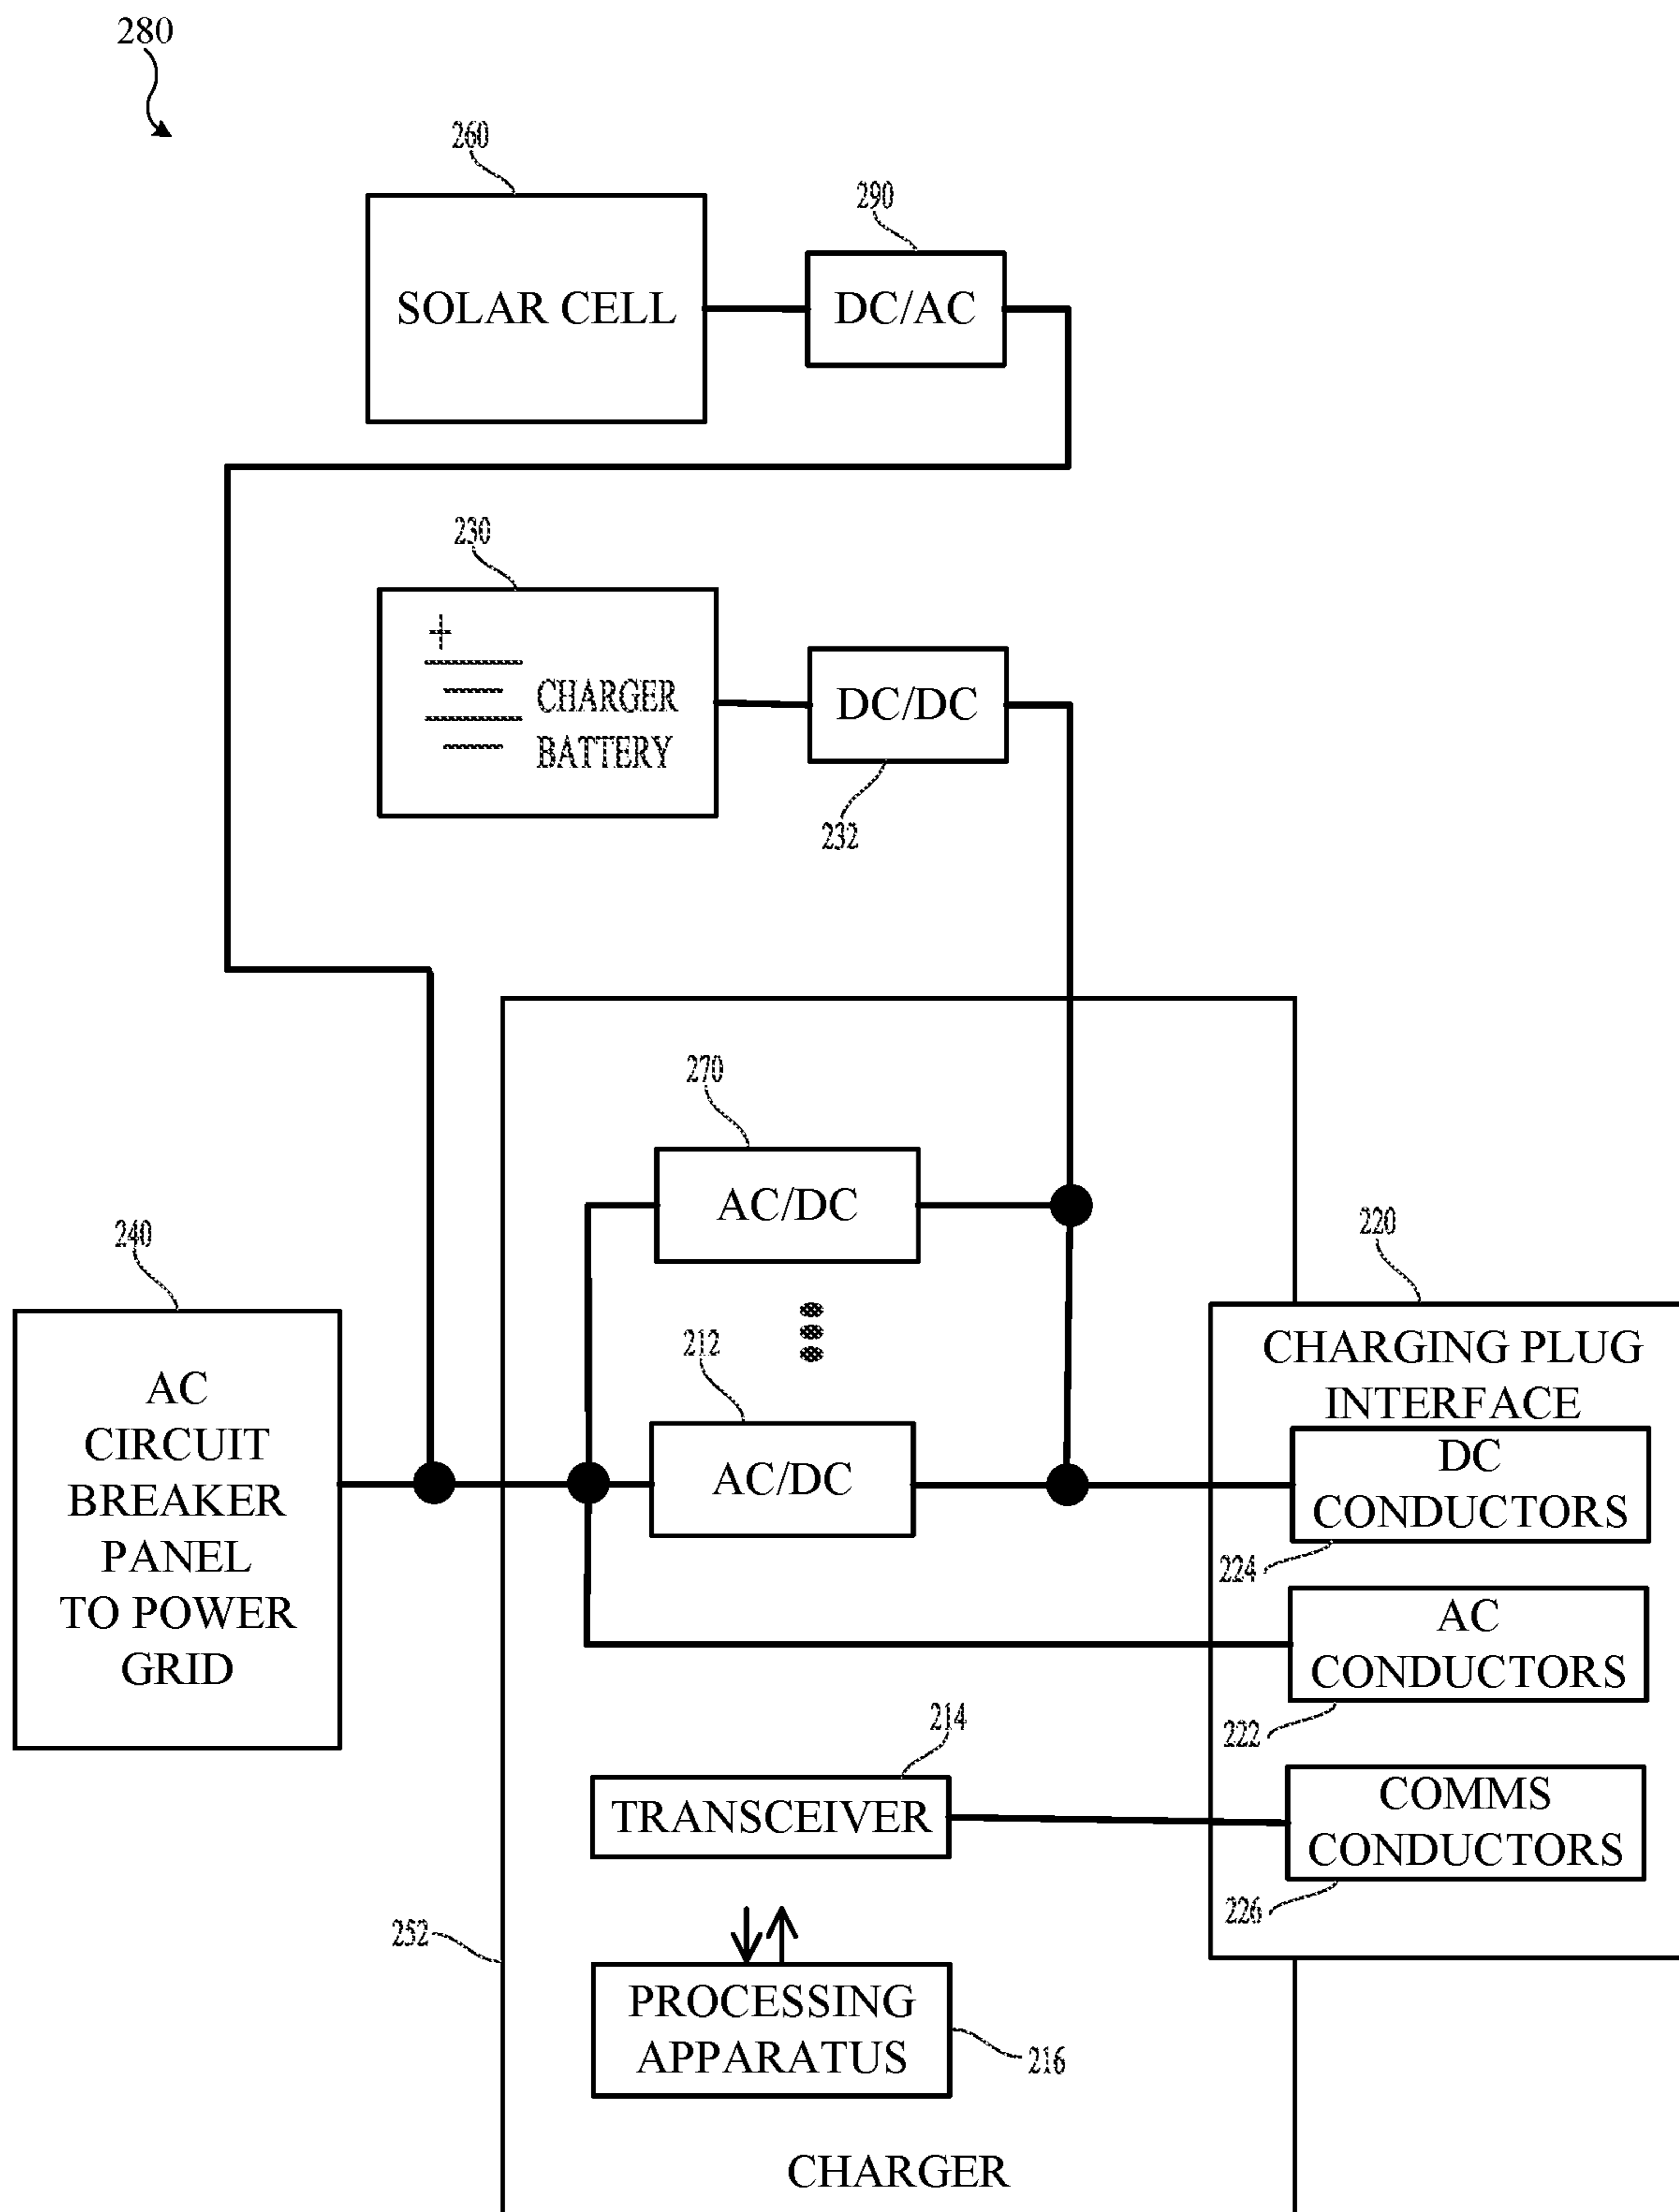 280
260
SOLAR CELL
290
DC/AC
230
+
CHARGER
BATTERY
DC/DC
232
270
AC/DC
212
AC/DC
240
AC
CIRCUIT
BREAKER
PANEL
TO POWER
GRID
220
CHARGING PLUG
INTERFACE
DC
CONDUCTORS
224
AC
CONDUCTORS
222
214
TRANSCEIVER
COMMS
CONDUCTORS
226
252
PROCESSING
APPARATUS
216
CHARGER